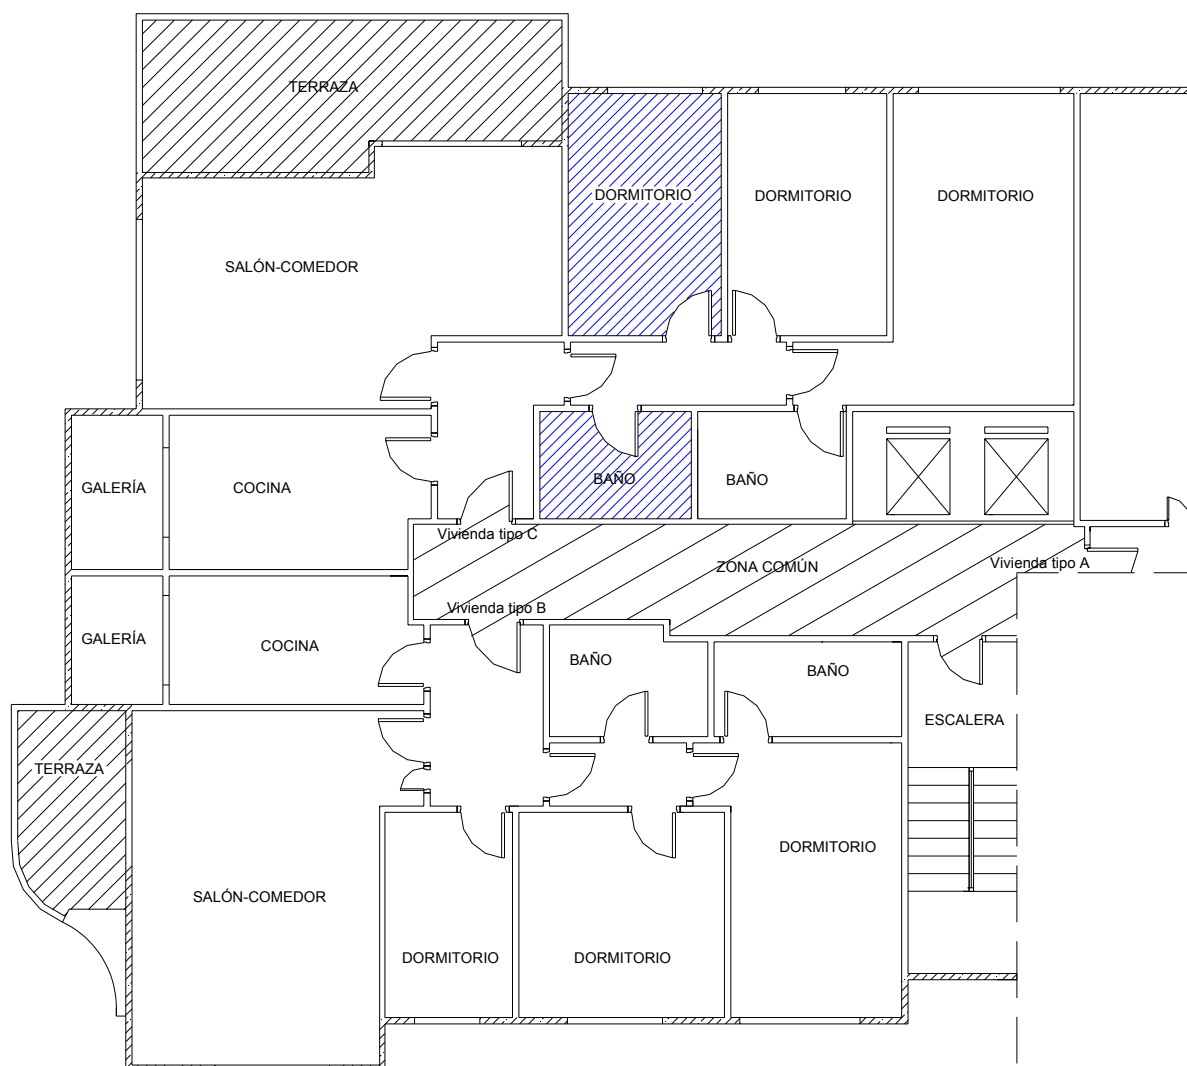 TERRAZA
DORMITORIO
DORMITORIO
DORMITORIO
SALÓN-COMEDOR
GALERÍA
COCINA
BAÑO
BAÑO
Vivienda tipo C
ZONA COMÚN
Vivienda tipo A
Vivienda tipo B
GALERÍA
COCINA
BAÑO
BAÑO
ESCALERA
TERRAZA
DORMITORIO
SALÓN-COMEDOR
DORMITORIO
DORMITORIO